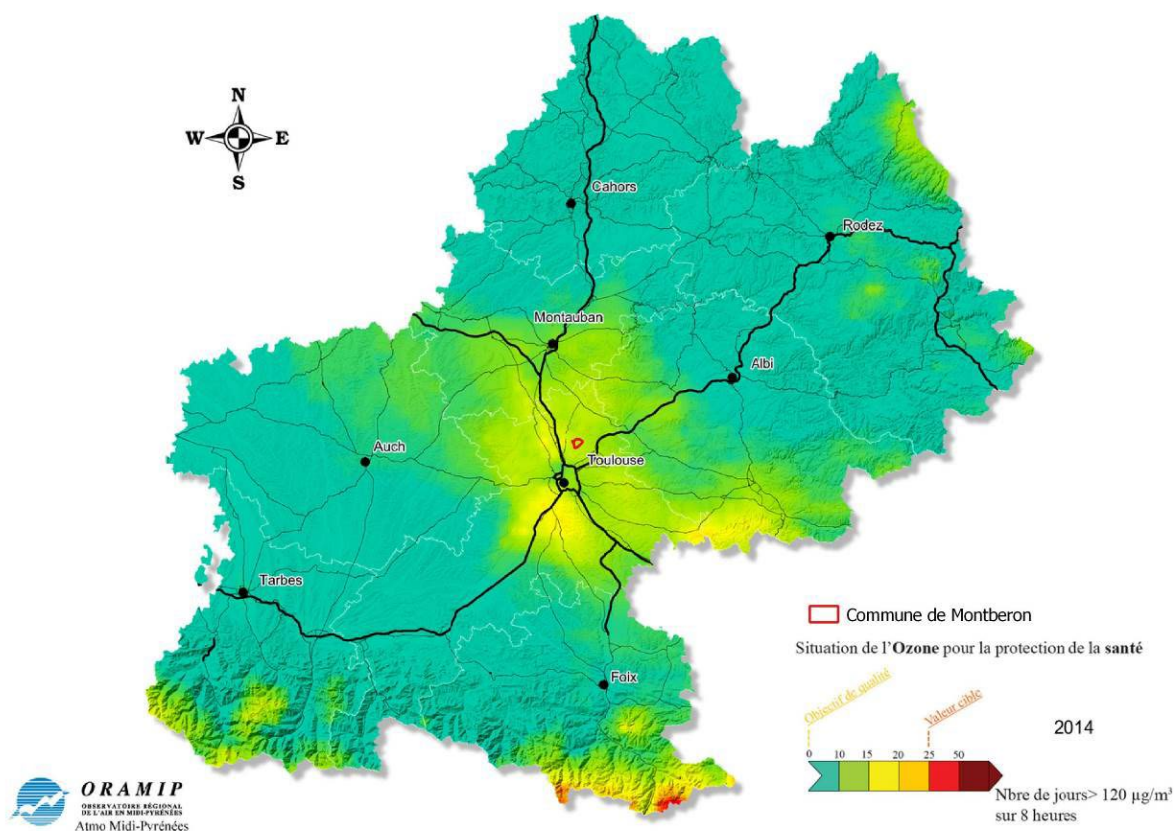 N
W E
S
Cahors
Rodez
Montauban
Albi
Auch
Toulouse
Tarbes
Foix
Commune de Montberon
Situation de l'Ozone pour la protection de la santé
Objectif de qualité
Valeur cible
2014
0 10 15 20 25 50
Nbre de jours> 120 µg/m³
sur 8 heures
ORAMIP
OBSERVATOIRE RÉGIONAL
DE L'AIR EN MIDI-PYRÉNÉES
Atmo Midi-Pyrénées